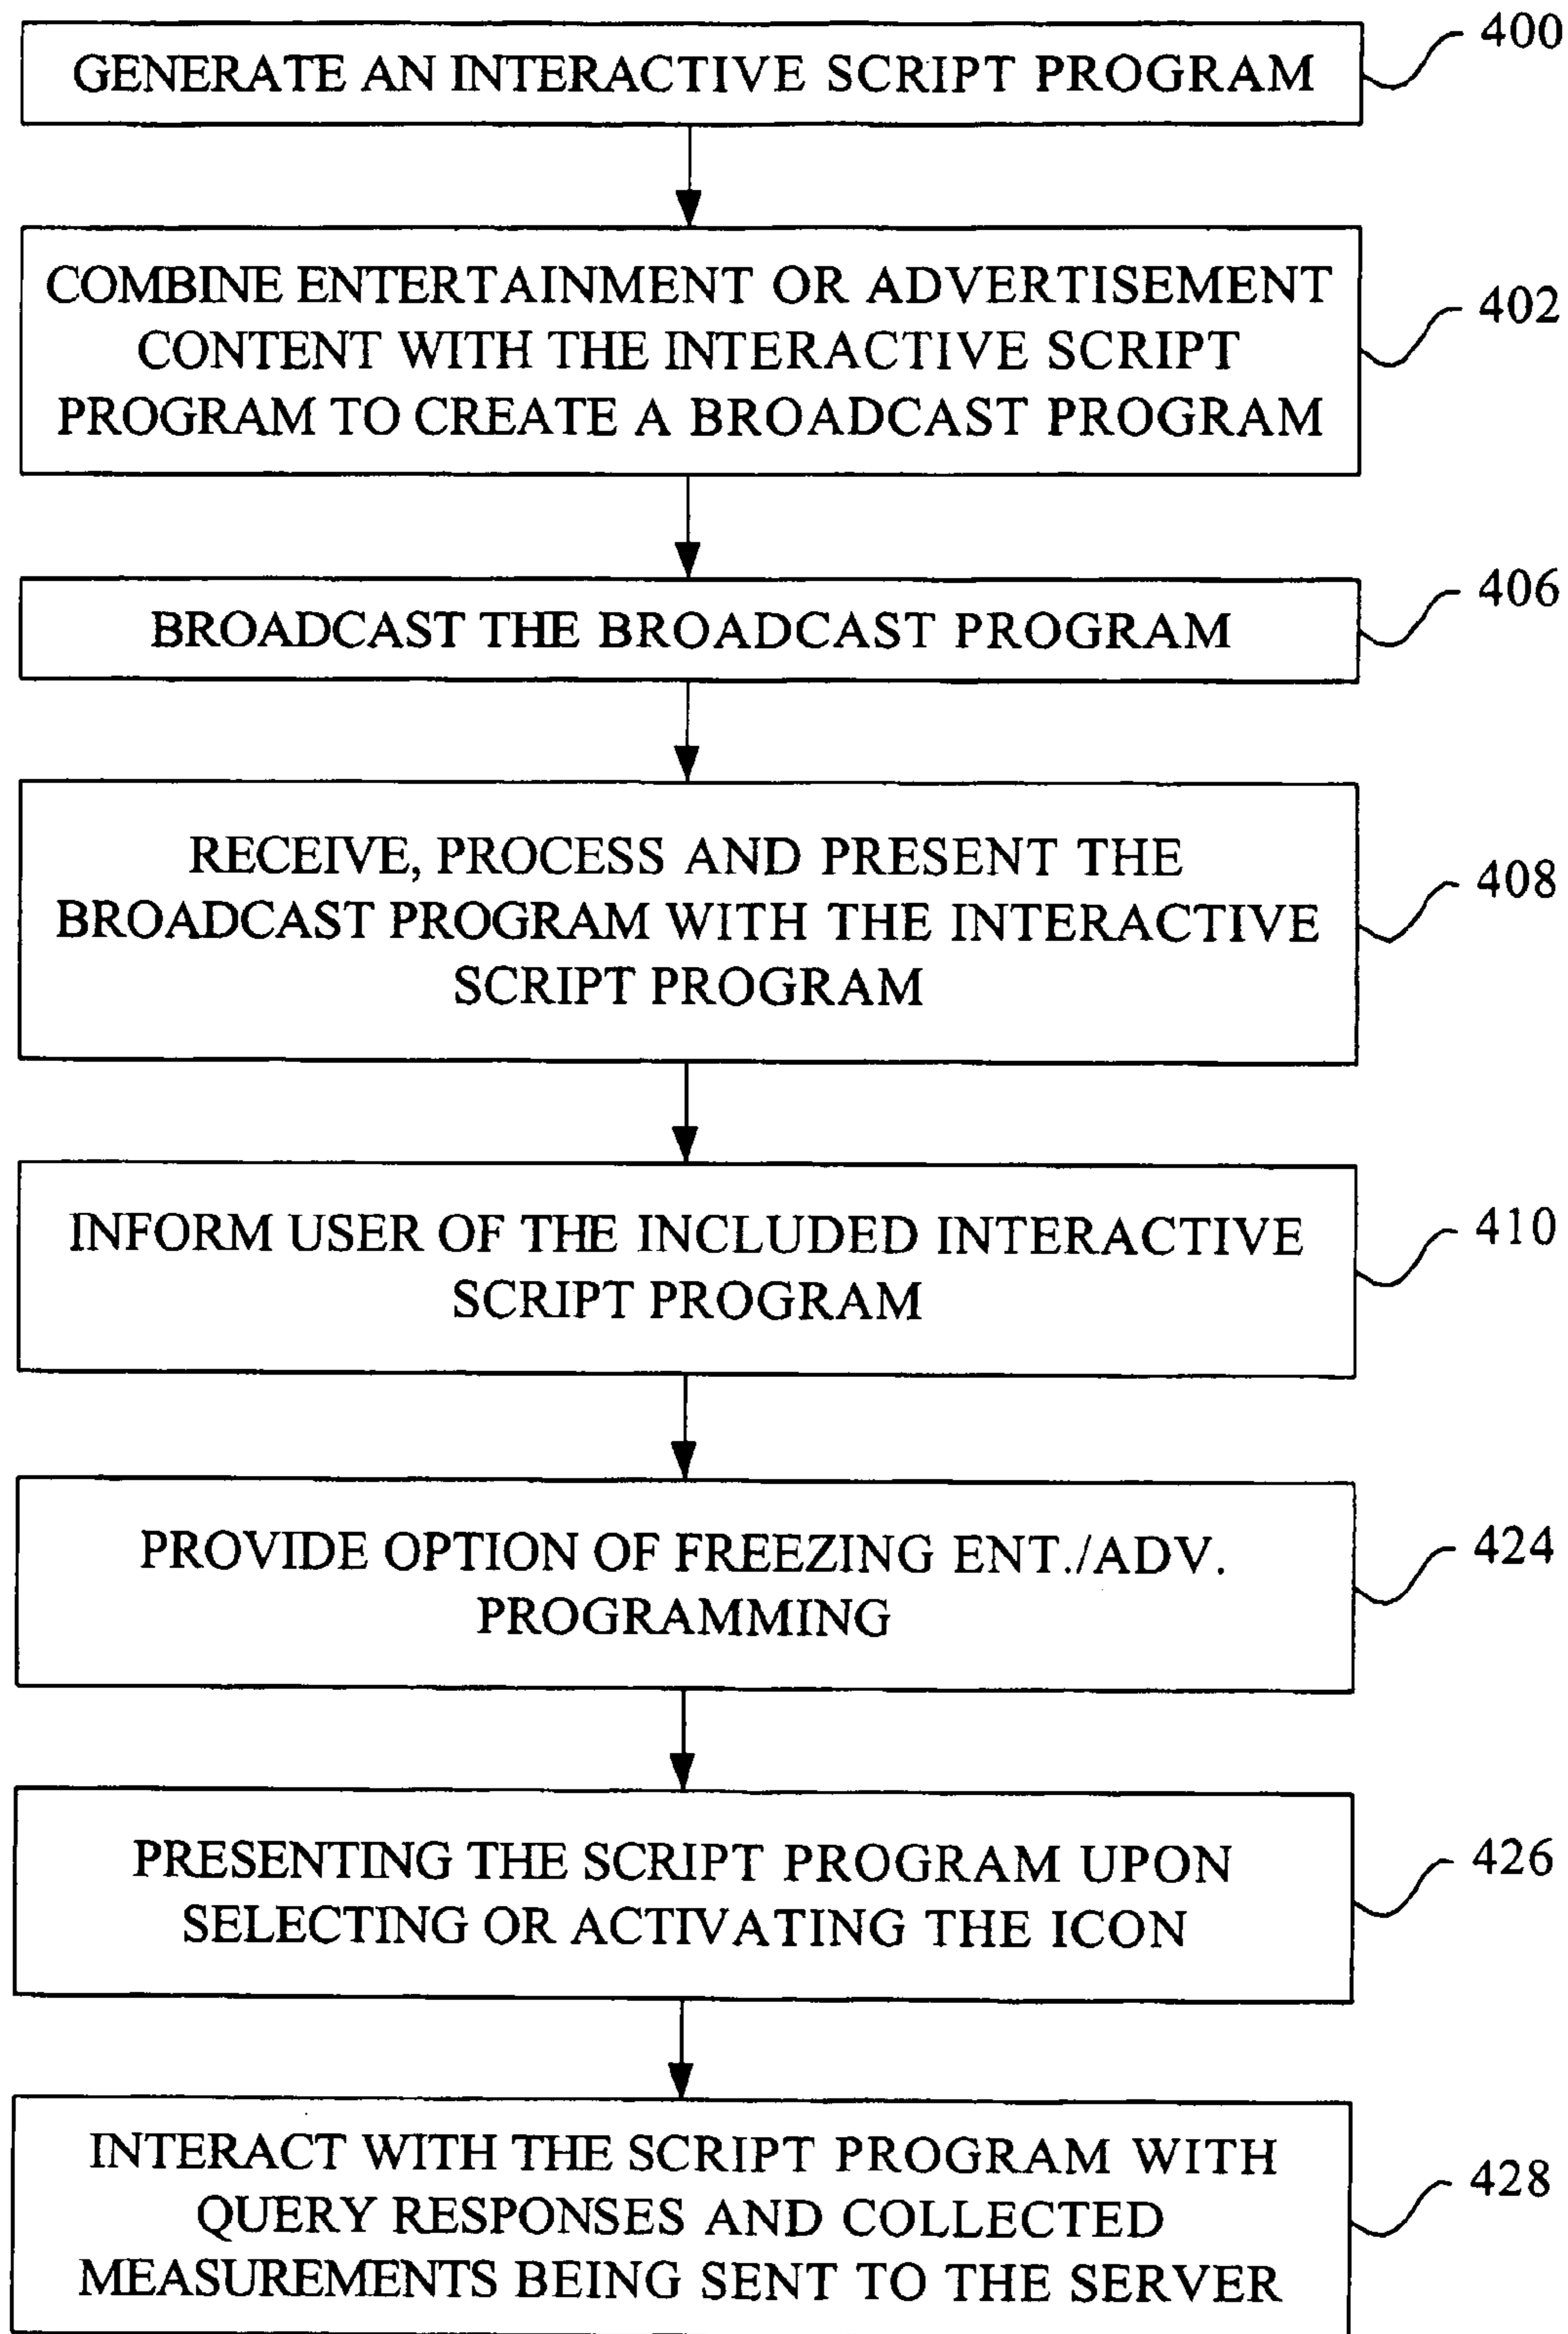 GENERATE AN INTERACTIVE SCRIPT PROGRAM
400
COMBINE ENTERTAINMENT OR ADVERTISEMENT
CONTENT WITH THE INTERACTIVE SCRIPT
PROGRAM TO CREATE A BROADCAST PROGRAM
402
BROADCAST THE BROADCAST PROGRAM
406
RECEIVE, PROCESS AND PRESENT THE
BROADCAST PROGRAM WITH THE INTERACTIVE
SCRIPT PROGRAM
408
INFORM USER OF THE INCLUDED INTERACTIVE
SCRIPT PROGRAM
410
PROVIDE OPTION OF FREEZING ENT./ADV.
PROGRAMMING
424
PRESENTING THE SCRIPT PROGRAM UPON
SELECTING OR ACTIVATING THE ICON
426
INTERACT WITH THE SCRIPT PROGRAM WITH
QUERY RESPONSES AND COLLECTED
MEASUREMENTS BEING SENT TO THE SERVER
428